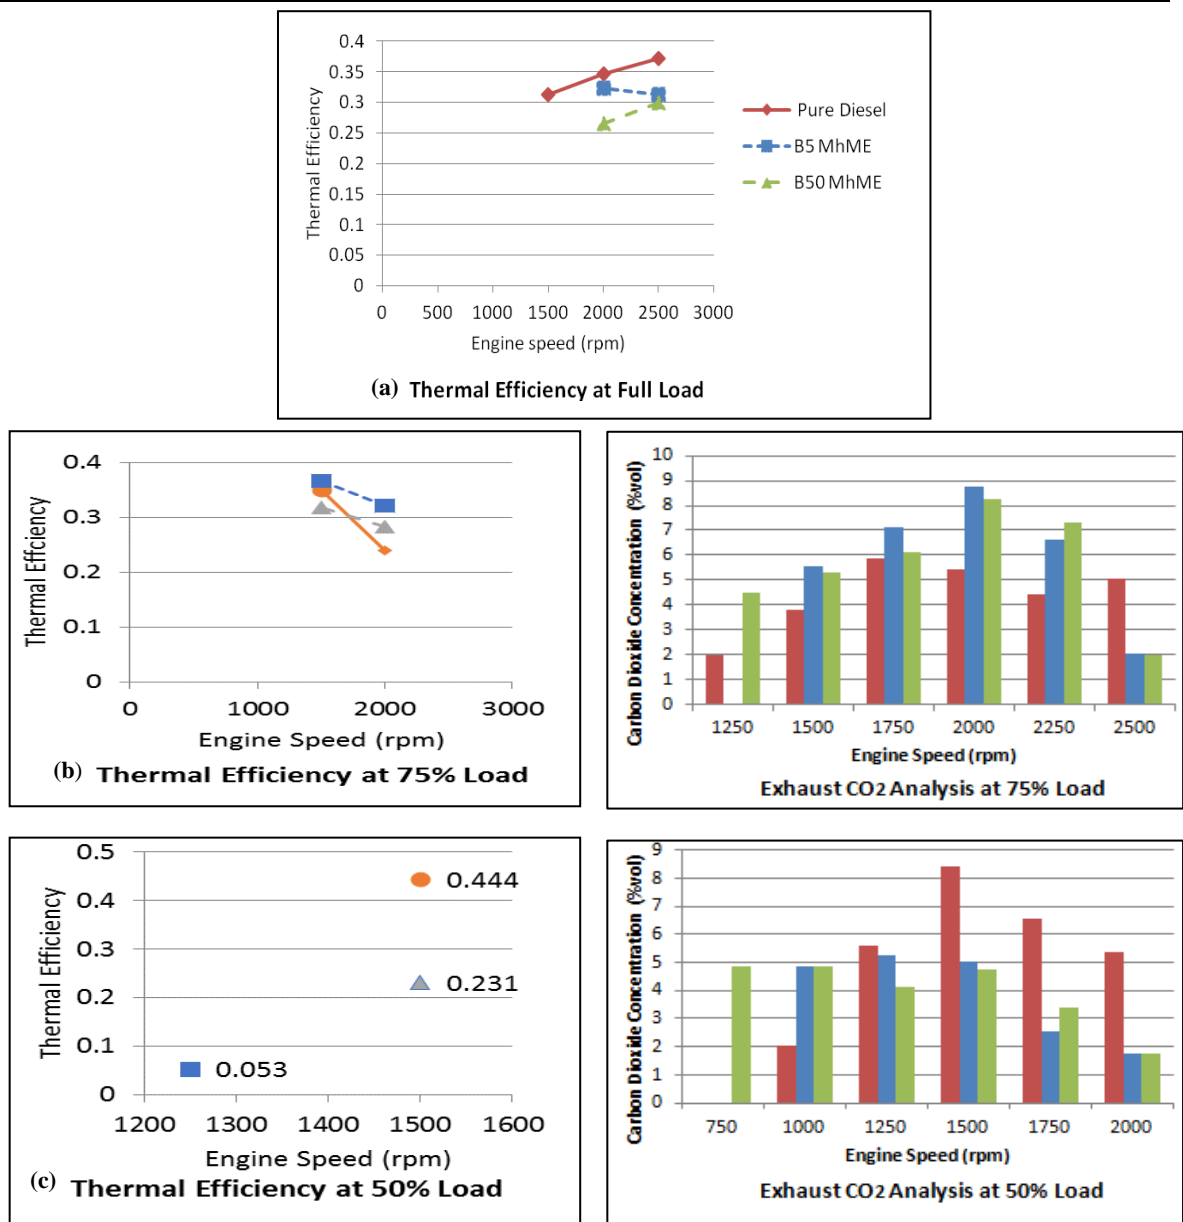 0.4
0.35
0.3
0.25
0.2
0.15
0.1
0.05
0
Thermal Efficiency
0 500 1000 1500 2000 2500 3000
Engine speed (rpm)
Pure Diesel
B5 MhME
B50 MhME
(a) Thermal Efficiency at Full Load
0.4
0.3
0.2
0.1
0
Thermal Effciency
0 1000 2000 3000
Engine Speed (rpm)
(b) Thermal Efficiency at 75% Load
10
9
8
7
6
5
4
3
2
1
0
Carbon Dioxide Concentration (%vol)
1250 1500 1750 2000 2250 2500
Engine Speed (rpm)
Exhaust CO2 Analysis at 75% Load
0.5
0.4
0.3
0.2
0.1
0
Thermal Efficiency
0.444
0.231
0.053
1200 1300 1400 1500 1600
Engine Speed (rpm)
(c) Thermal Efficiency at 50% Load
9
8
7
6
5
4
3
2
1
0
Carbon Dioxide Concentration (%vol)
750 1000 1250 1500 1750 2000
Engine Speed (rpm)
Exhaust CO2 Analysis at 50% Load